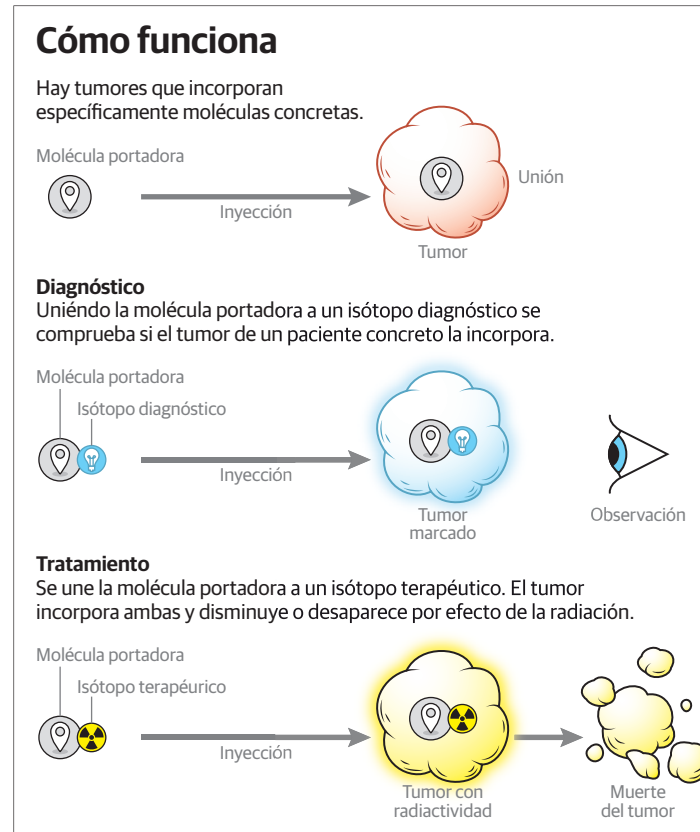 Cómo funciona
Hay tumores que incorporan
específicamente moléculas concretas.
Molécula portadora
Inyección
Unión
Tumor
Diagnóstico
Uniéndo la molécula portadora a un isótopo diagnóstico se
comprueba si el tumor de un paciente concreto la incorpora.
Molécula portadora
Isótopo diagnóstico
Inyección
Tumor
marcado
Observación
Tratamiento
Se une la molécula portadora a un isótopo terapéutico. El tumor
incorpora ambas y disminuye o desaparece por efecto de la radiación.
Molécula portadora
Isótopo terapéurico
Inyección
Tumor con
radiactividad
Muerte
del tumor